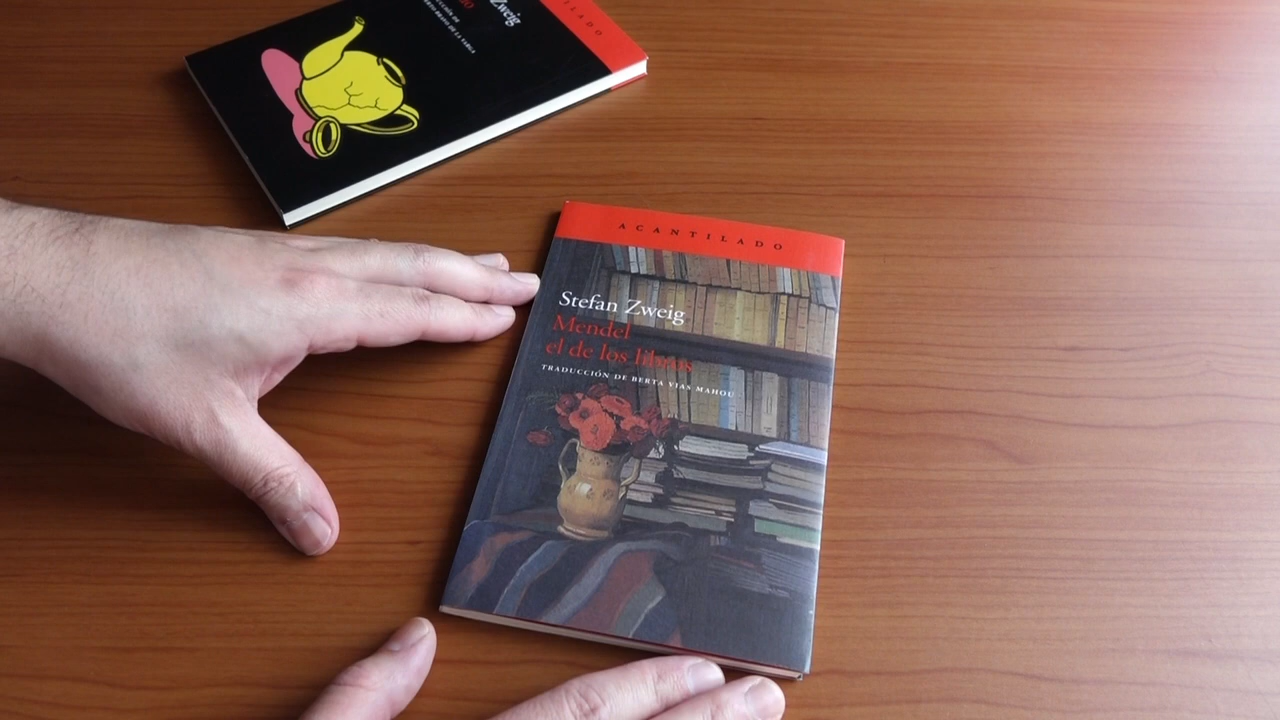 Zweig
ACANTILADO
Stefan Zweig
Mendel
el de los libros
TRADUCCIÓN DE BERTA VIAS MAHOU